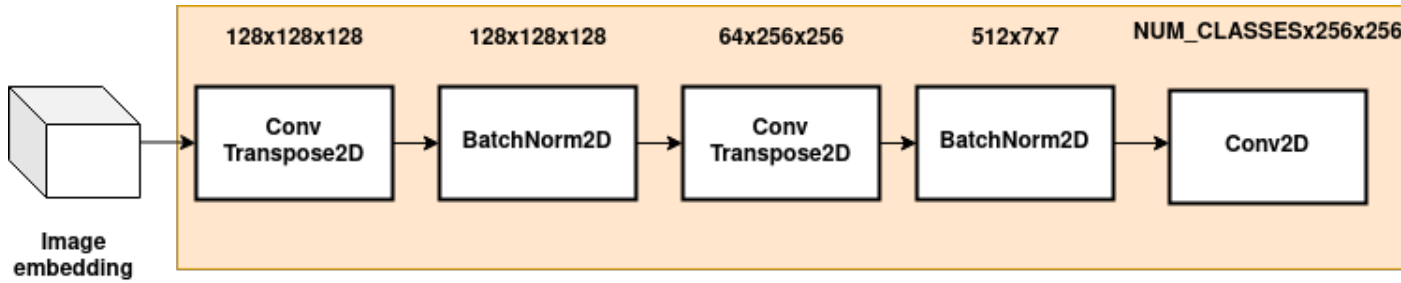 128x128x128
128x128x128
64x256x256
512x7x7
NUM_CLASSESx256x256
Conv
Transpose2D
BatchNorm2D
Conv
Transpose2D
BatchNorm2D
Conv2D
Image
embedding